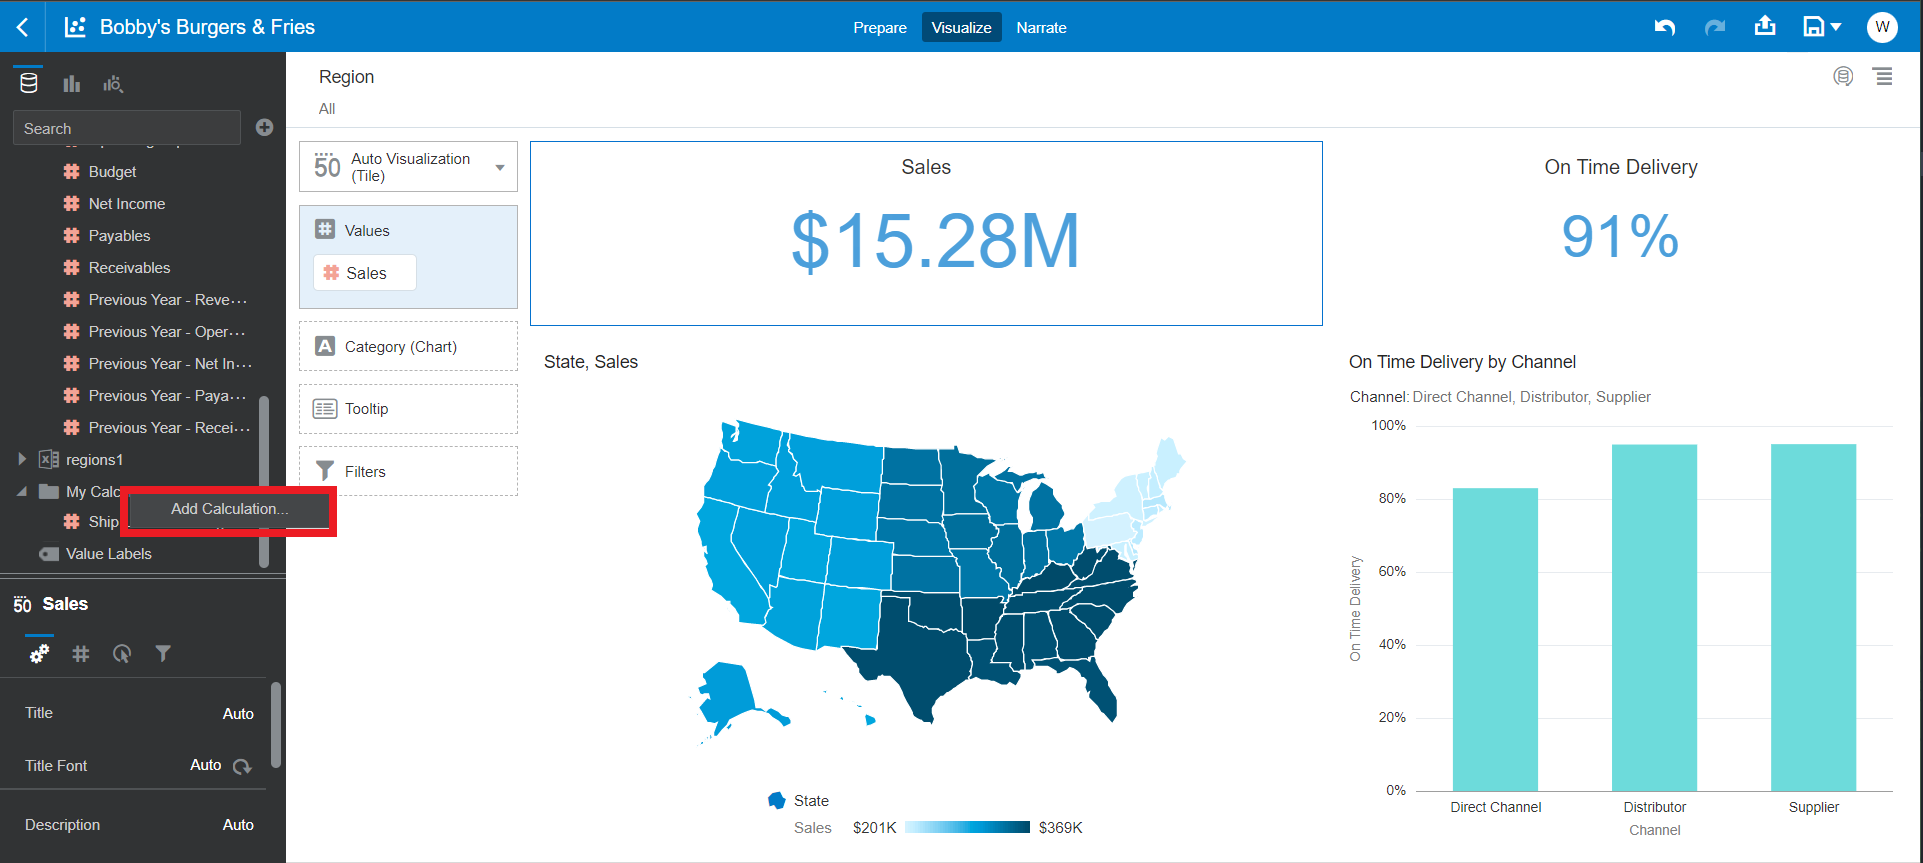 Bobby's Burgers & Fries
Prepare
Visualize
Narrate
W
Search
Budget
Net Income
Payables
Receivables
Previous Year - Reve...
Previous Year - Oper...
Previous Year - Net In...
Previous Year - Paya...
Previous Year - Recei...
regions1
My Calc
Add Calculation...
Ship
Value Labels
50
Sales
Title
Auto
Title Font
Auto
Description
Auto
Region
All
50
Auto Visualization
(Tile)
Values
Sales
A
Category (Chart)
Tooltip
Filters
Sales
$15.28M
On Time Delivery
91%
State, Sales
State
Sales
$201K
$369K
On Time Delivery by Channel
Channel: Direct Channel, Distributor, Supplier
100%
80%
60%
40%
20%
0%
On Time Delivery
Direct Channel
Distributor
Supplier
Channel